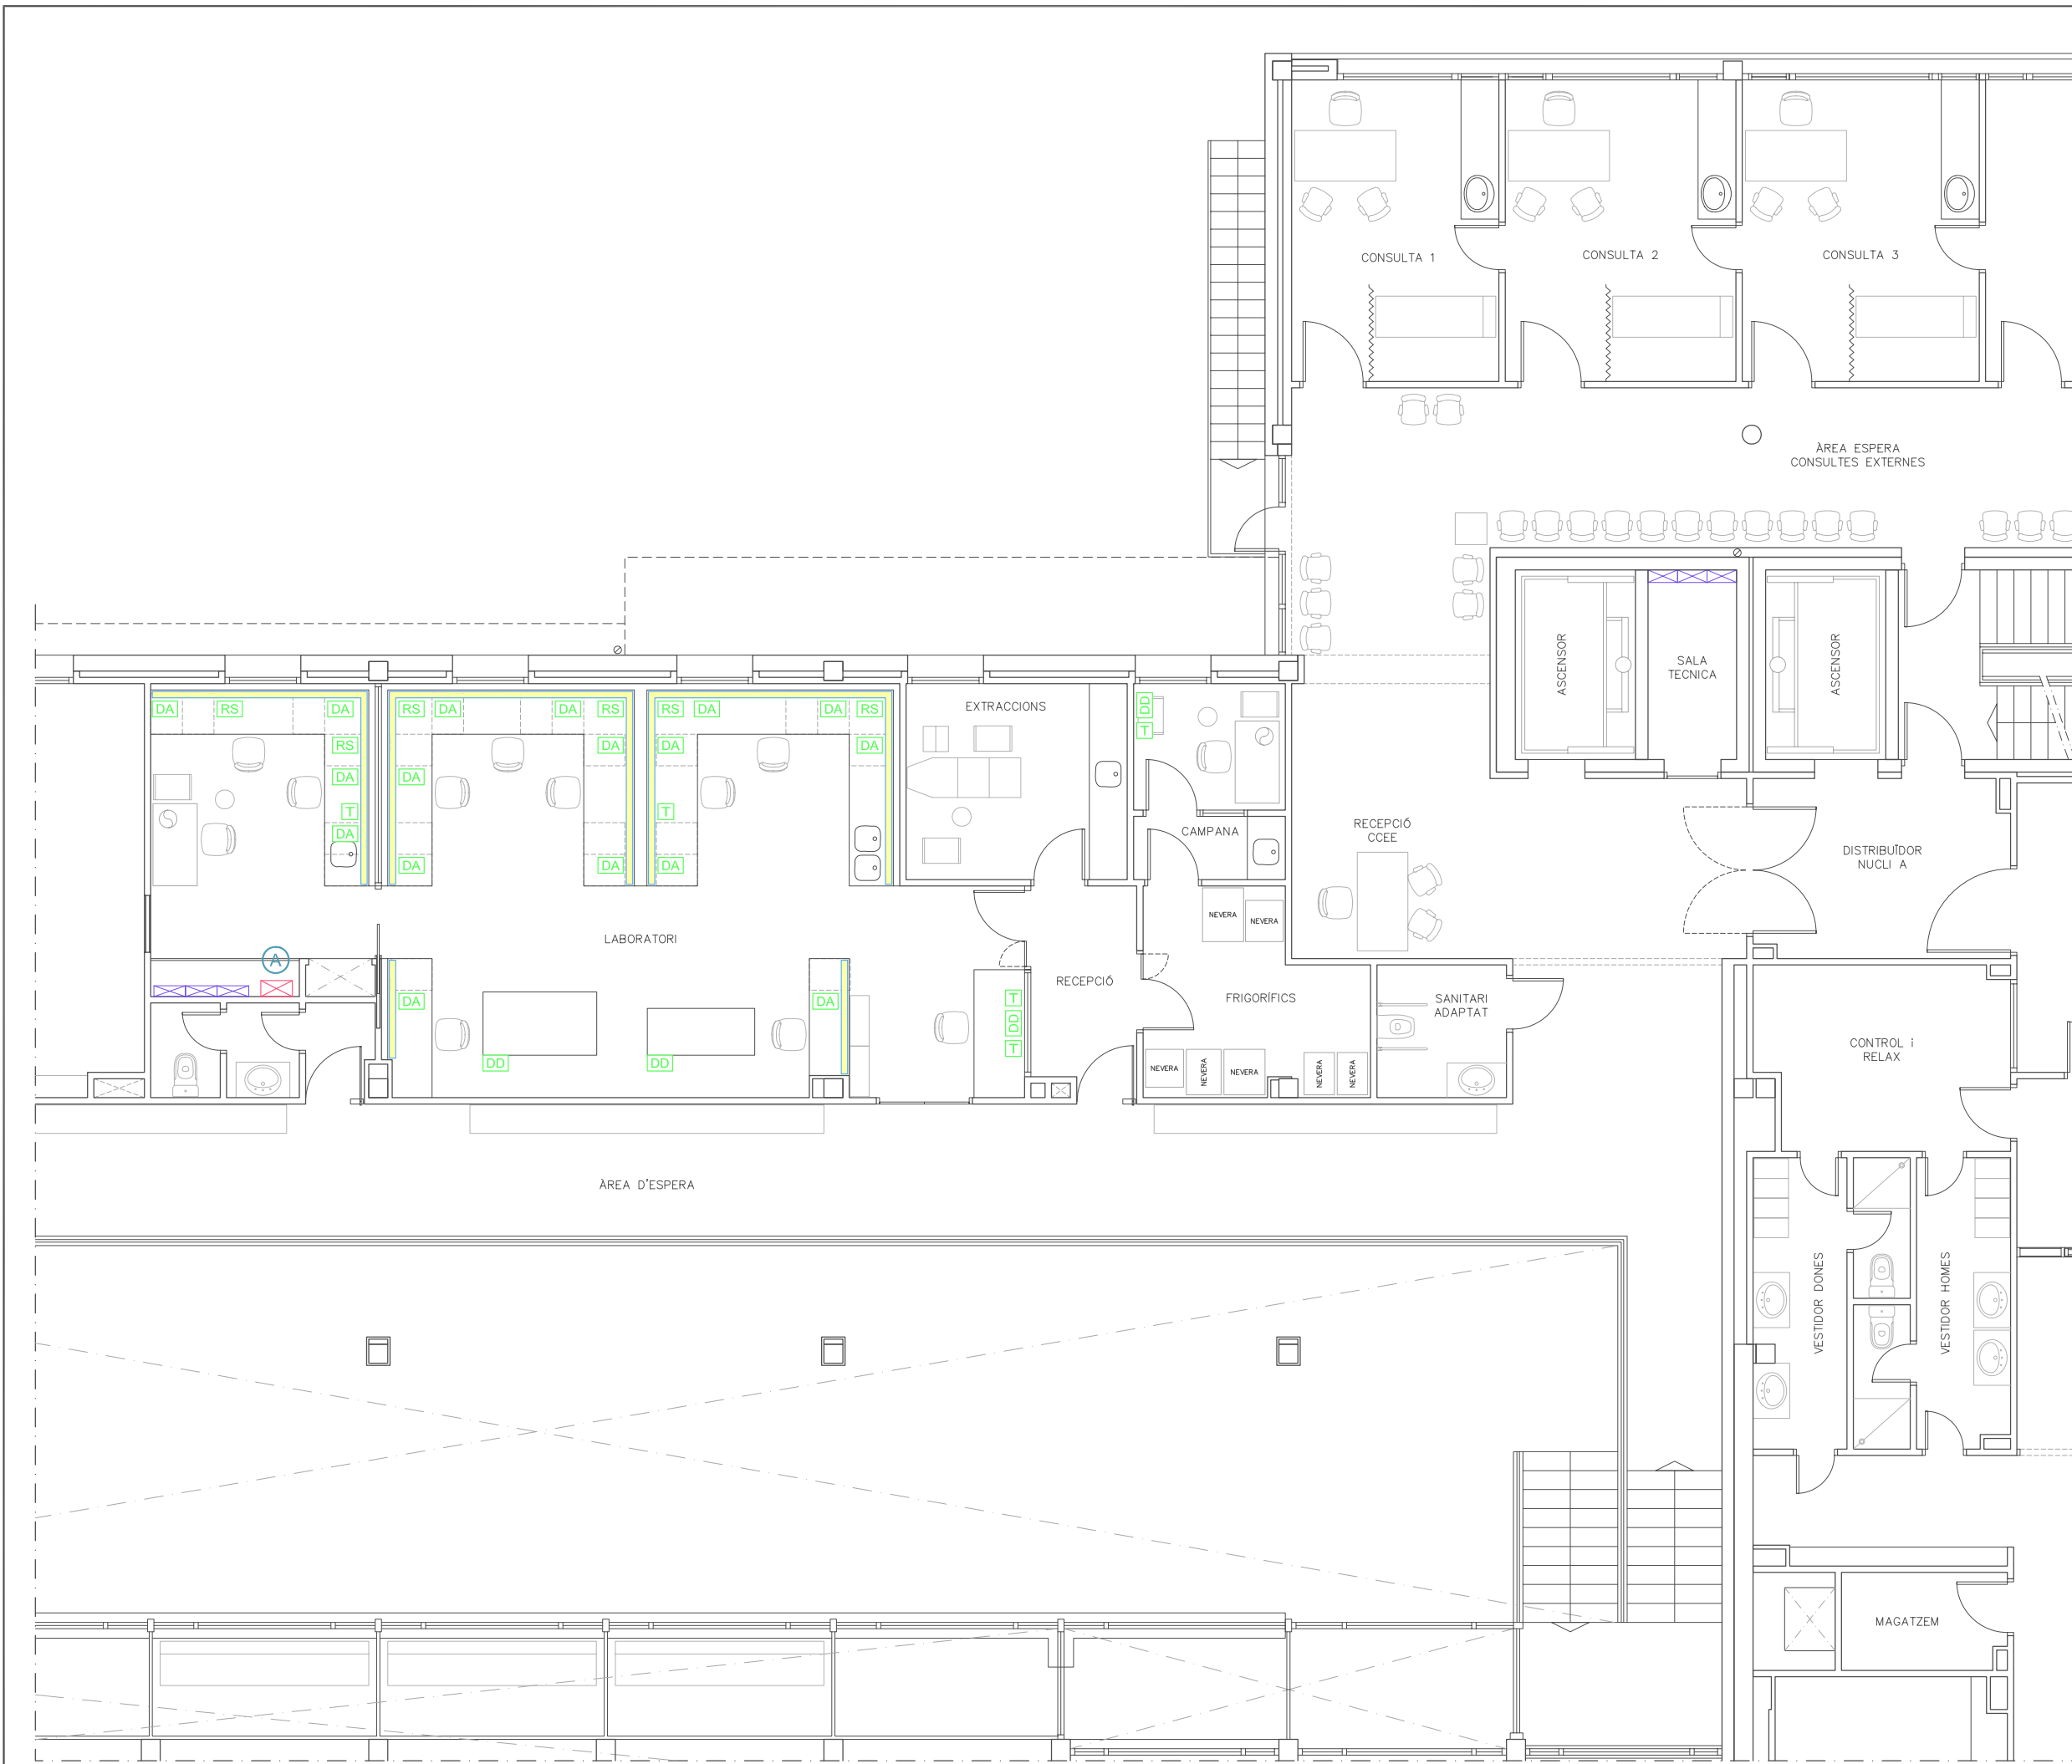 CONSULTA 1
CONSULTA 2
CONSULTA 3
ÀREA ESPERA
CONSULTES EXTERNES
ASCENSOR
SALA
TECNICA
ASCENSOR
DA
RS
DA
RS
DA
DA
RS
RS
DA
DA
RS
EXTRACCIONS
DD
T
RS
DA
DA
DA
DA
DA
DA
T
T
DA
DA
DA
DA
CAMPANA
RECEPCIÓ
CCEE
DISTRIBUÏDOR
NUCLI A
NEVERA
NEVERA
LABORATORI
A
RECEPCIÓ
FRIGORÍFICS
SANITARI
ADAPTAT
DA
DA
T
DD
T
DD
DD
NEVERA
NEVERA
NEVERA
NEVERA
NEVERA
CONTROL i
RELAX
ÀREA D'ESPERA
VESTIDOR DONES
VESTIDOR HOMES
MAGATZEM